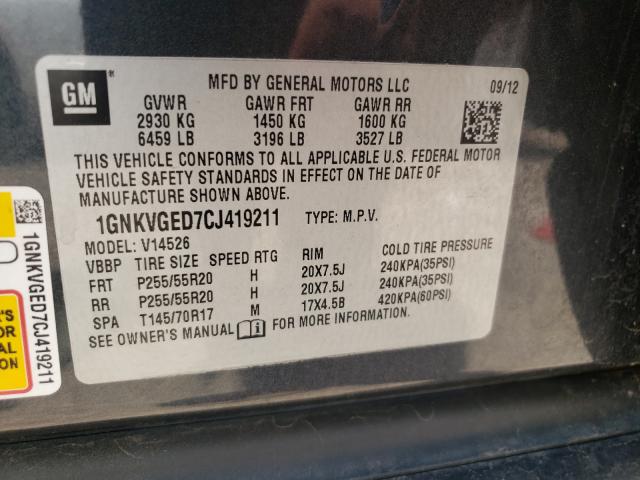 GM
MFD BY GENERAL MOTORS LLC 09/12
GVWR GAWR FRT GAWR RR
2930 KG 1450 KG 1600 KG
6459 LB 3196 LB 3527 LB
THIS VEHICLE CONFORMS TO ALL APPLICABLE U.S. FEDERAL MOTOR
VEHICLE SAFETY STANDARDS IN EFFECT ON THE DATE OF
MANUFACTURE SHOWN ABOVE.
1GNKVGED7CJ419211 TYPE: M.P.V.
MODEL: V14526
VBBP TIRE SIZE SPEED RTG RIM COLD TIRE PRESSURE
FRT P255/55R20 H 20X7.5J 240KPA(35PSI)
RR P255/55R20 H 20X7.5J 240KPA(35PSI)
SPA T145/70R17 M 17X4.5B 420KPA(60PSI)
SEE OWNER'S MANUAL FOR MORE INFORMATION.
1GNKVGED7CJ419211